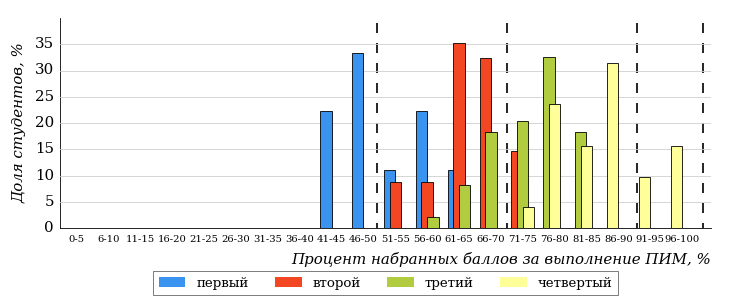 Доля студентов, %
35
30
25
20
15
10
5
0
0-5 6-10 11-15 16-20 21-25 26-30 31-35 36-40 41-45 46-50 51-55 56-60 61-65 66-70 71-75 76-80 81-85 86-90 91-95 96-100
Процент набранных баллов за выполнение ПИМ, %
первый второй третий четвертый